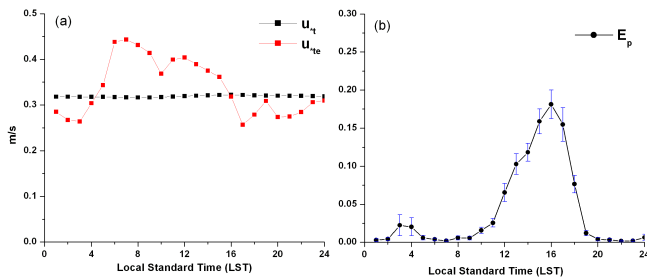 (a)
u*t
u*te
0.5
0.4
0.3
0.2
0.1
0.0
m/s
0 4 8 12 16 20 24
Local Standard Time (LST)
(b)
Ep
0.30
0.25
0.20
0.15
0.10
0.05
0.00
0 4 8 12 16 20 24
Local Standard Time (LST)